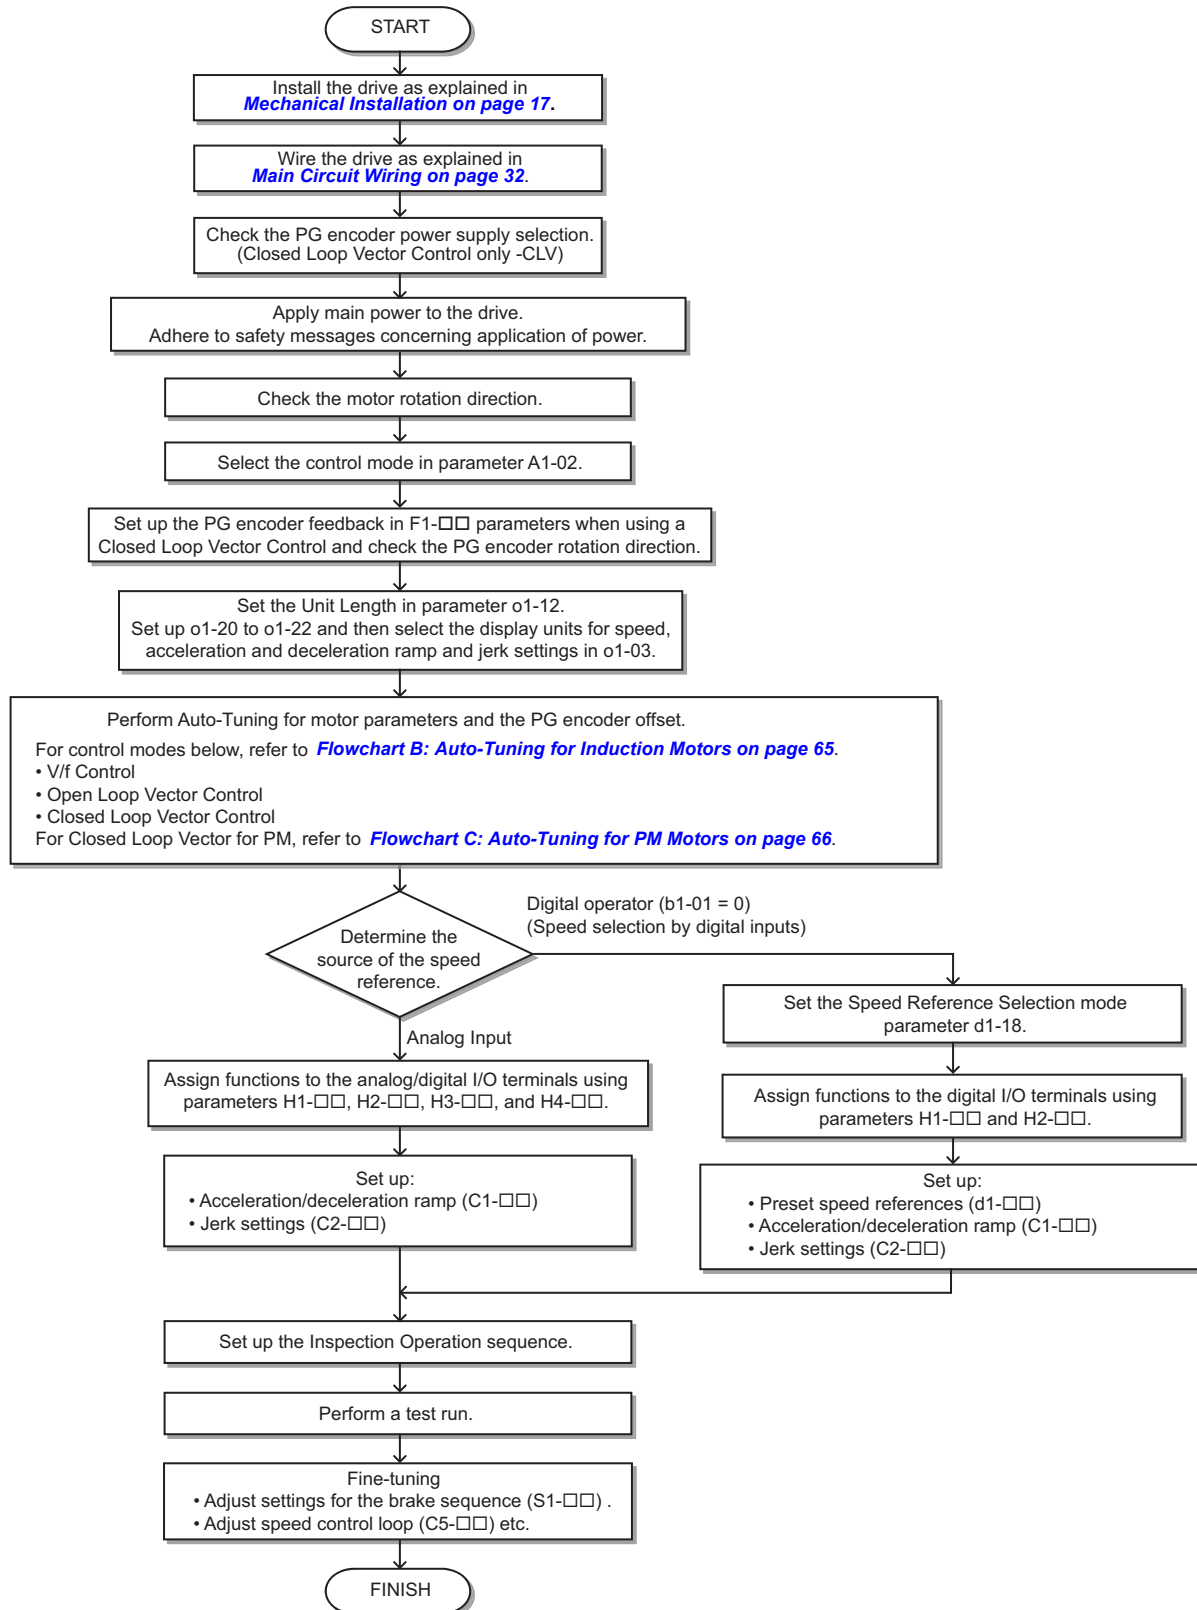 START
Install the drive as explained in
Mechanical Installation on page 17.
Wire the drive as explained in
Main Circuit Wiring on page 32.
Check the PG encoder power supply selection.
(Closed Loop Vector Control only -CLV)
Apply main power to the drive.
Adhere to safety messages concerning application of power.
Check the motor rotation direction.
Select the control mode in parameter A1-02.
Set up the PG encoder feedback in F1-□□ parameters when using a
Closed Loop Vector Control and check the PG encoder rotation direction.
Set the Unit Length in parameter o1-12.
Set up o1-20 to o1-22 and then select the display units for speed,
acceleration and deceleration ramp and jerk settings in o1-03.
Perform Auto-Tuning for motor parameters and the PG encoder offset.
For control modes below, refer to Flowchart B: Auto-Tuning for Induction Motors on page 65.
• V/f Control
• Open Loop Vector Control
• Closed Loop Vector Control
For Closed Loop Vector for PM, refer to Flowchart C: Auto-Tuning for PM Motors on page 66.
Determine the
source of the speed
reference.
Digital operator (b1-01 = 0)
(Speed selection by digital inputs)
Analog Input
Assign functions to the analog/digital I/O terminals using
parameters H1-□□, H2-□□, H3-□□, and H4-□□.
Set up:
• Acceleration/deceleration ramp (C1-□□)
• Jerk settings (C2-□□)
Set the Speed Reference Selection mode
parameter d1-18.
Assign functions to the digital I/O terminals using
parameters H1-□□ and H2-□□.
Set up:
• Preset speed references (d1-□□)
• Acceleration/deceleration ramp (C1-□□)
• Jerk settings (C2-□□)
Set up the Inspection Operation sequence.
Perform a test run.
Fine-tuning
• Adjust settings for the brake sequence (S1-□□) .
• Adjust speed control loop (C5-□□) etc.
FINISH